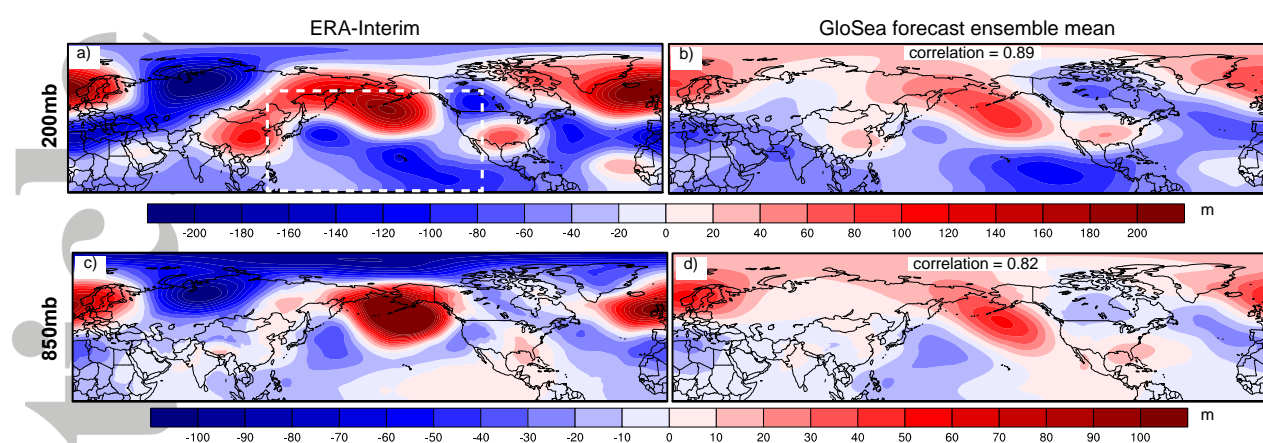 ERA-Interim
GloSea forecast ensemble mean
a)
b)
correlation = 0.89
200mb
-200 -180 -160 -140 -120 -100 -80 -60 -40 -20 0 20 40 60 80 100 120 140 160 180 200 m
c)
d)
correlation = 0.82
850mb
-100 -90 -80 -70 -60 -50 -40 -30 -20 -10 0 10 20 30 40 50 60 70 80 90 100 m